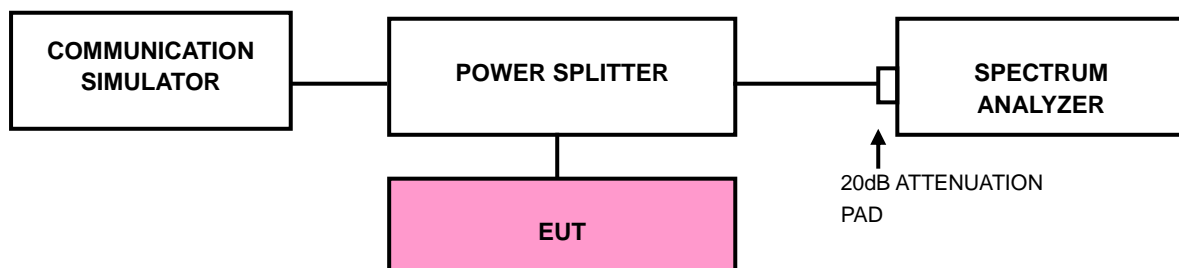 COMMUNICATION
SIMULATOR
POWER SPLITTER
SPECTRUM
ANALYZER
20dB ATTENUATION
PAD
EUT